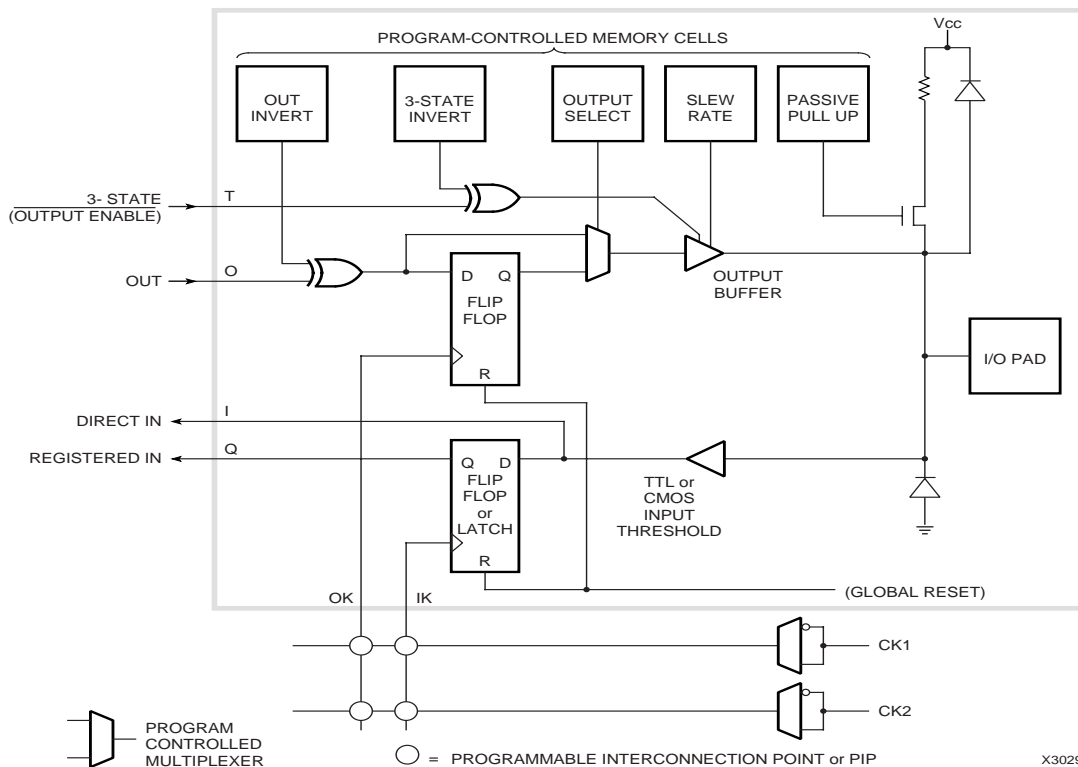 Vcc
PROGRAM-CONTROLLED MEMORY CELLS
OUT
INVERT
3-STATE
INVERT
OUTPUT
SELECT
SLEW
RATE
PASSIVE
PULL UP
3- STATE
(OUTPUT ENABLE)
T
OUT
O
D
Q
FLIP
FLOP
R
OUTPUT
BUFFER
I/O PAD
DIRECT IN
I
REGISTERED IN
Q
Q
D
FLIP
FLOP
or
LATCH
R
TTL or
CMOS
INPUT
THRESHOLD
OK
IK
(GLOBAL RESET)
CK1
CK2
PROGRAM
CONTROLLED
MULTIPLEXER
= PROGRAMMABLE INTERCONNECTION POINT or PIP
X3029